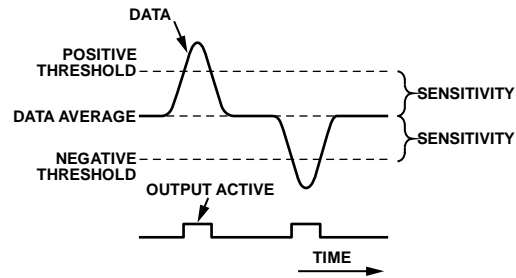 DATA
POSITIVE
THRESHOLD
SENSITIVITY
DATA AVERAGE
SENSITIVITY
NEGATIVE
THRESHOLD
OUTPUT ACTIVE
TIME